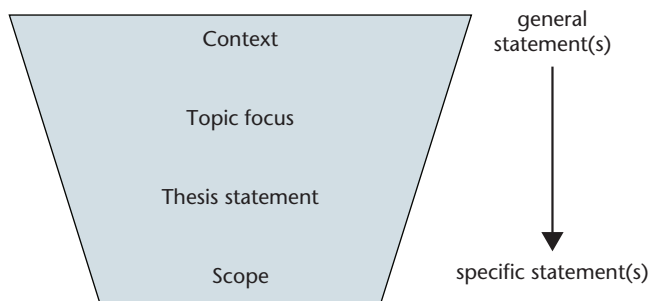 Context
general
statement(s)
Topic focus
Thesis statement
Scope
specific statement(s)